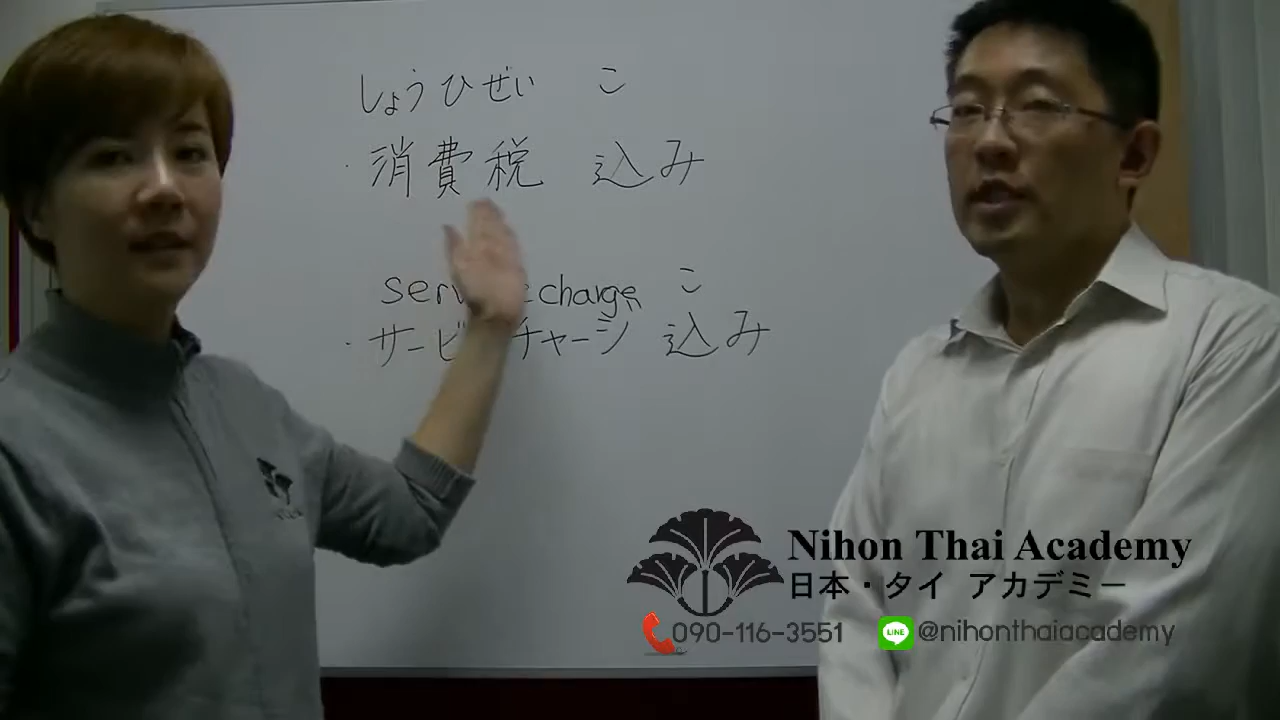 しょうひぜい こ
・消費税 込み
service charge こ
・サービスチャージ 込み
Nihon Thai Academy
日本・タイ アカデミー
090-116-3551
LINE @nihonthaiacademy